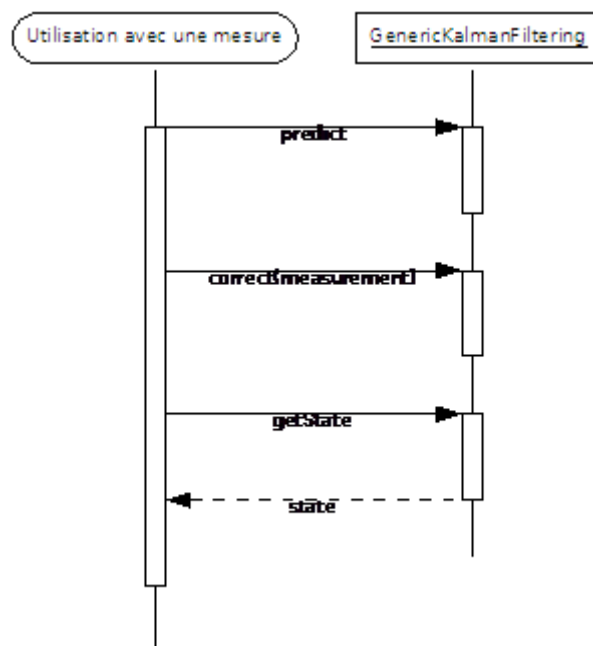 Utilisation avec une mesure
GenericKalmanFiltering
predict
correct(measurement)
getState
state